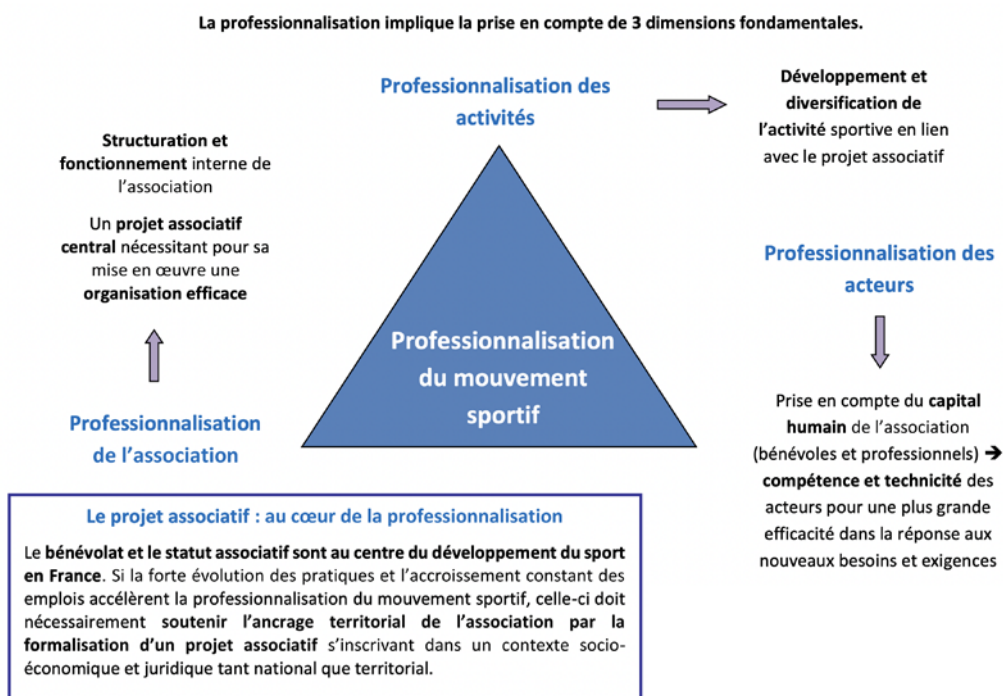 La professionnalisation implique la prise en compte de 3 dimensions fondamentales.
Professionnalisation des
activités
Développement et
diversification de
l’activité sportive en lien
avec le projet associatif
Structuration et
fonctionnement interne de
l’association
Un projet associatif
central nécessitant pour sa
mise en œuvre une
organisation efficace
Professionnalisation des
acteurs
Professionnalisation
du mouvement
sportif
Professionnalisation
de l’association
Prise en compte du capital
humain de l’association
(bénévoles et professionnels) ➔
compétence et technicité des
acteurs pour une plus grande
efficacité dans la réponse aux
nouveaux besoins et exigences
Le projet associatif : au cœur de la professionnalisation
Le bénévolat et le statut associatif sont au centre du développement du sport
en France. Si la forte évolution des pratiques et l’accroissement constant des
emplois accélèrent la professionnalisation du mouvement sportif, celle-ci doit
nécessairement soutenir l’ancrage territorial de l’association par la
formalisation d’un projet associatif s’inscrivant dans un contexte socio-
économique et juridique tant national que territorial.